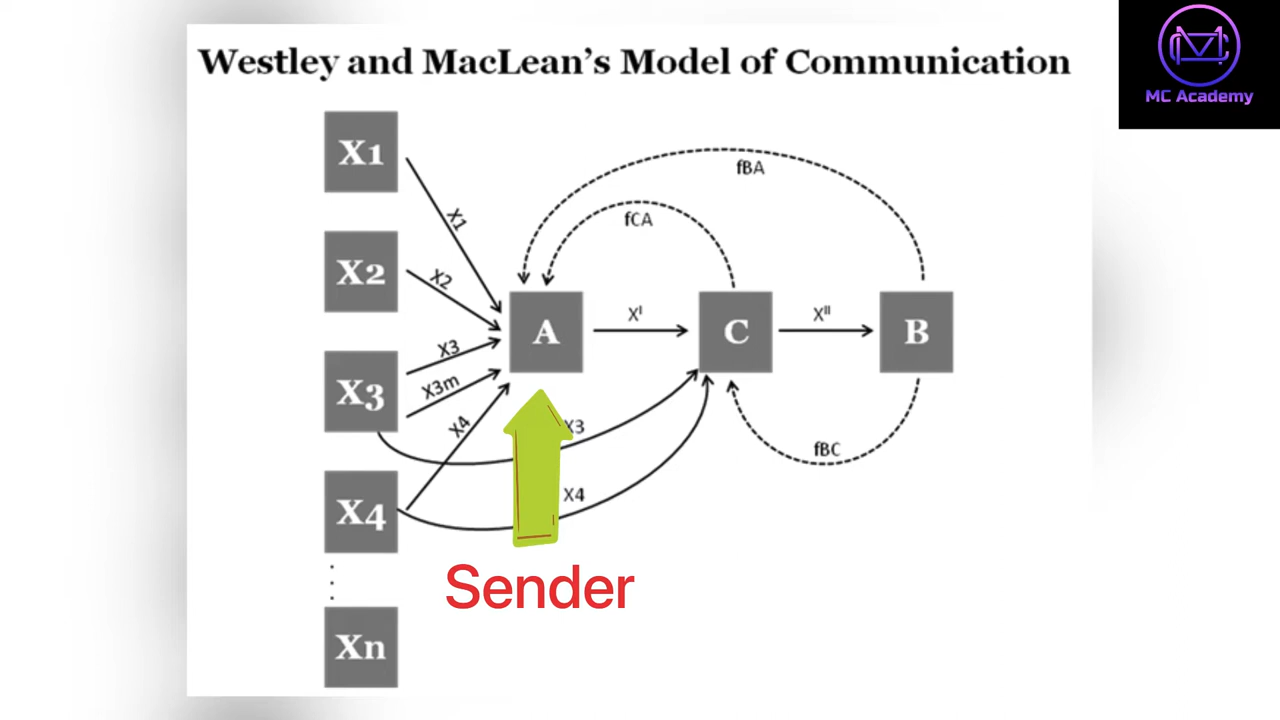 Westley and MacLean's Model of Communication
MC Academy
X1
X1
fBA
fCA
X2
X2
A
X^I
C
X^II
B
X3
X3
X3m
X4
X3
fBC
X4
X4
Sender
Xn